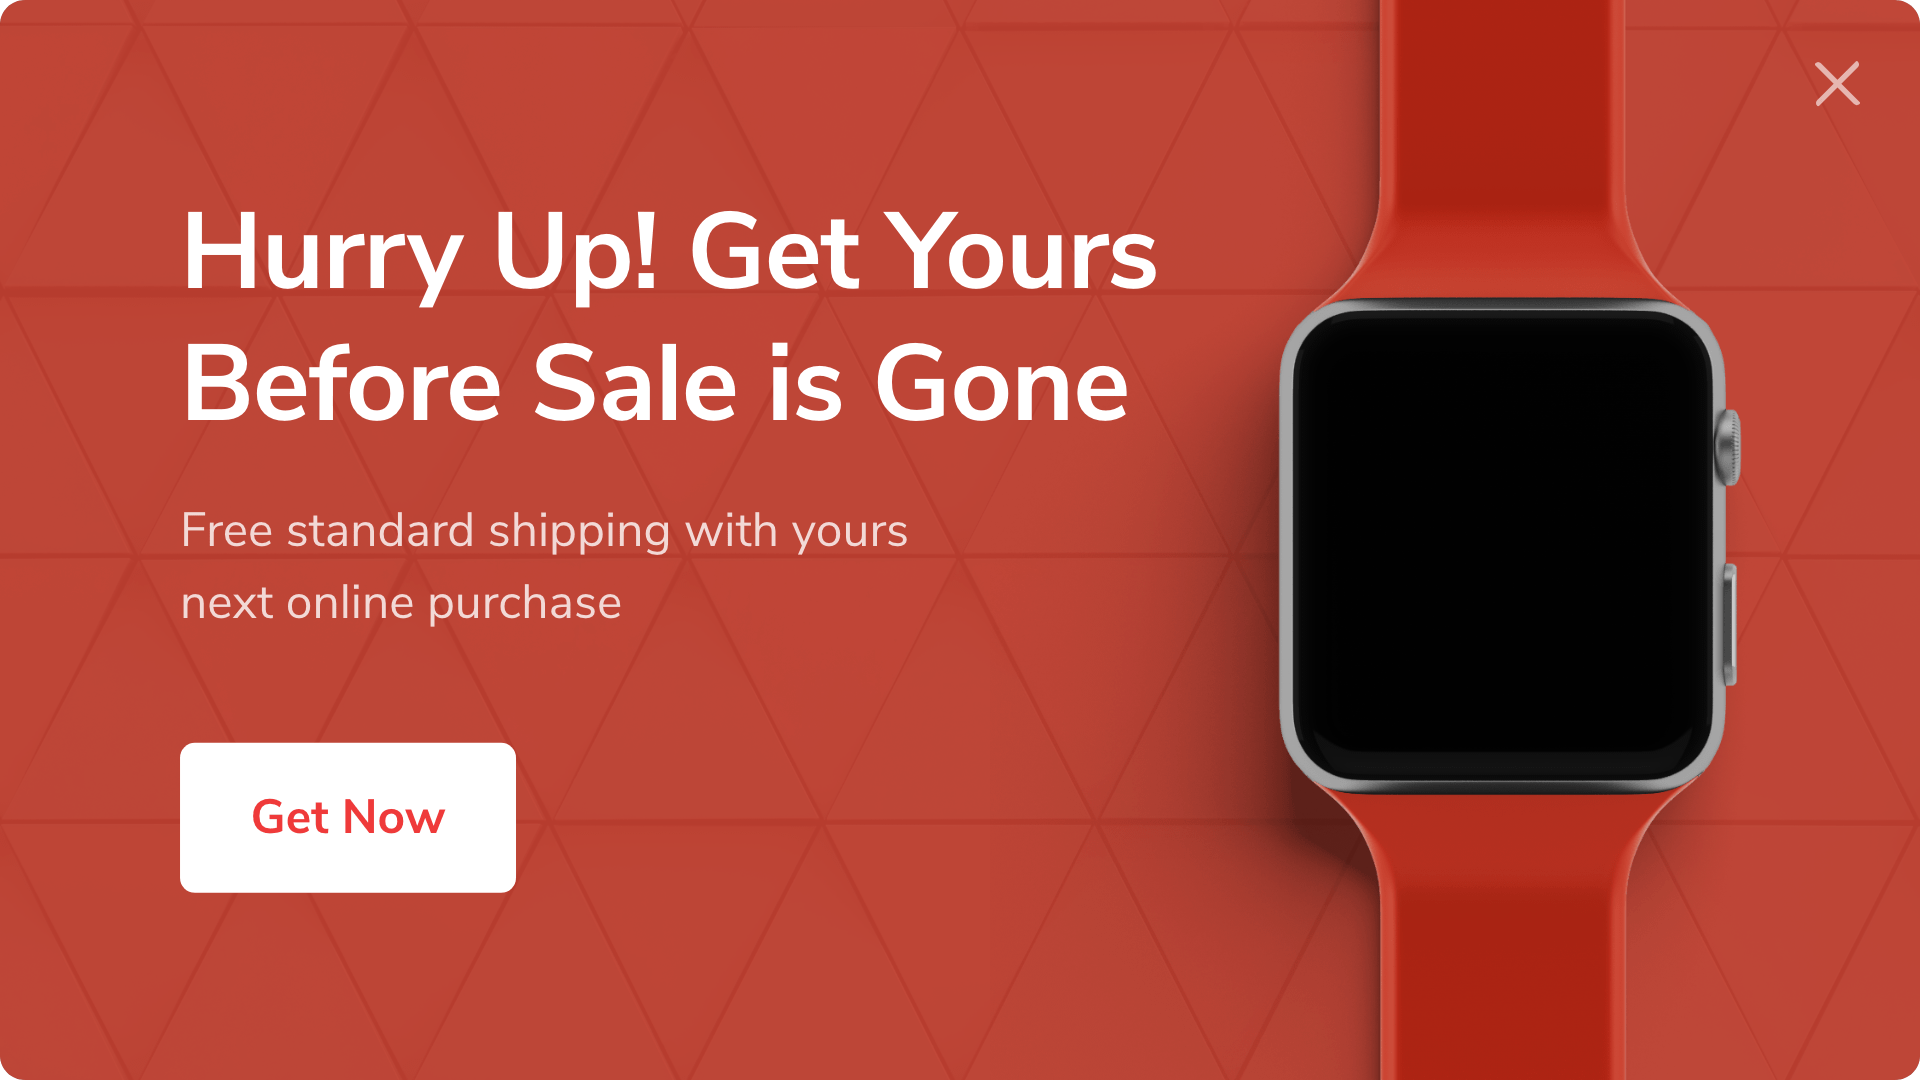 Hurry Up! Get Yours
Before Sale is Gone
Free standard shipping with yours
next online purchase
Get Now